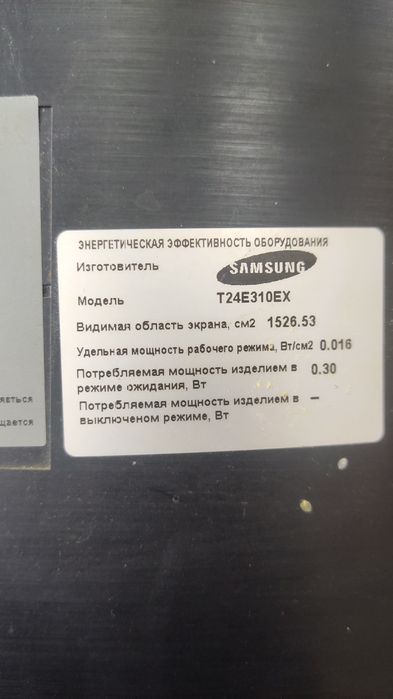 ЭНЕРГЕТИЧЕСКАЯ ЭФФЕКТИВНОСТЬ ОБОРУДОВАНИЯ
Изготовитель SAMSUNG
Модель T24E310EX
Видимая область экрана, см2 1526.53
Удельная мощность рабочего режима, Вт/см2 0.016
Потребляемая мощность изделием в 0.30
режиме ожидания, Вт
Потребляемая мощность изделием в –
выключеном режиме, Вт